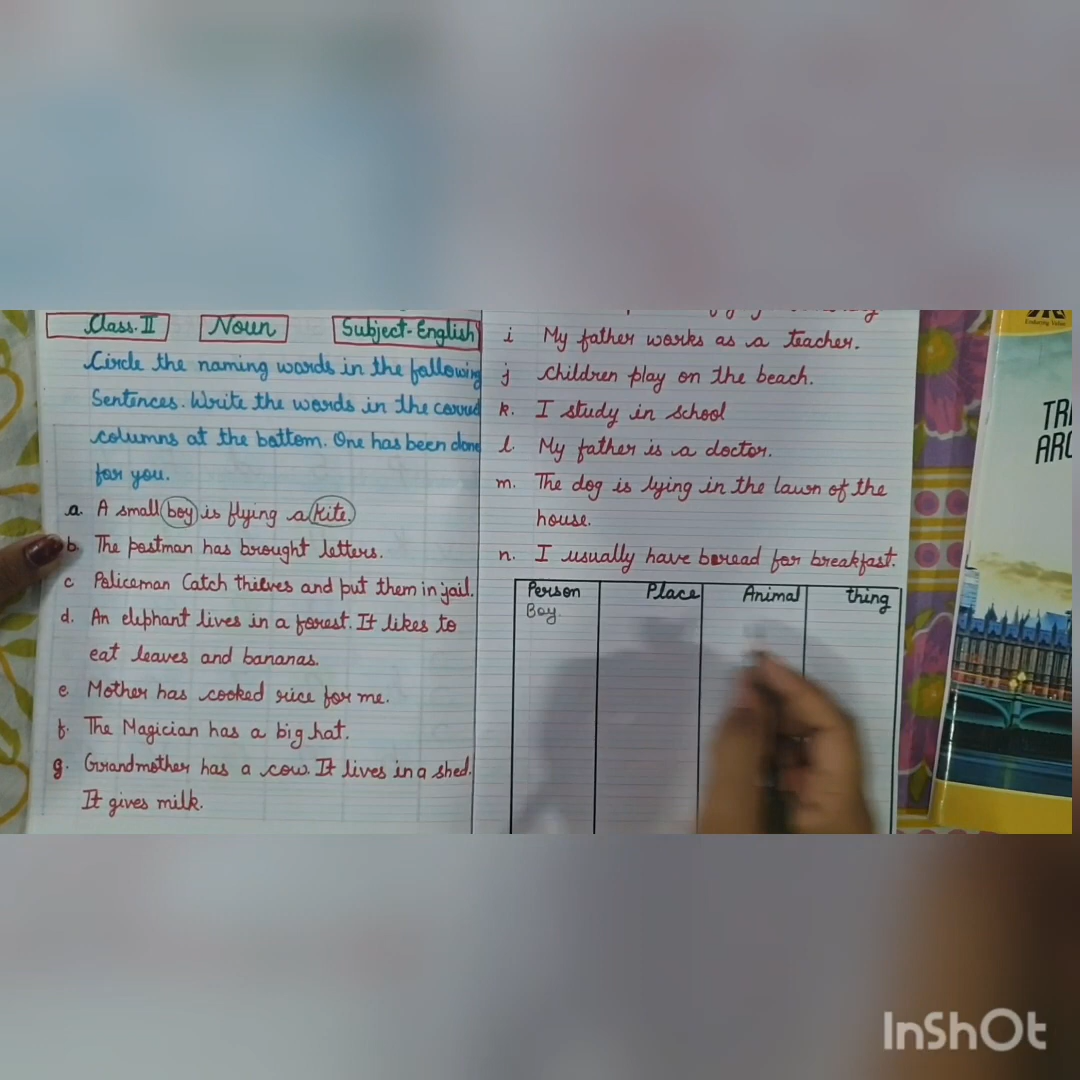 Class-II Noun Subject-English
Circle the naming words in the following
Sentences. Write the words in the
columns at the bottom. One has been done
for you.
a. A small boy is flying a kite.
b. The postman has brought letters.
c Policeman Catch thieves and put them in jail.
d. An elephant lives in a forest. It likes to
eat leaves and bananas.
e Mother has cooked rice for me.
f. The Magician has a big hat.
g. Grandmother has a cow. It lives in a shed.
It gives milk.
i My father works as a teacher.
j children play on the beach.
k. I study in school
l. My father is a doctor.
m. The dog is lying in the lawn of the
house.
n. I usually have boread for breakfast.
Person Place Animal thing
Boy.
TRE
ARO
InShOt